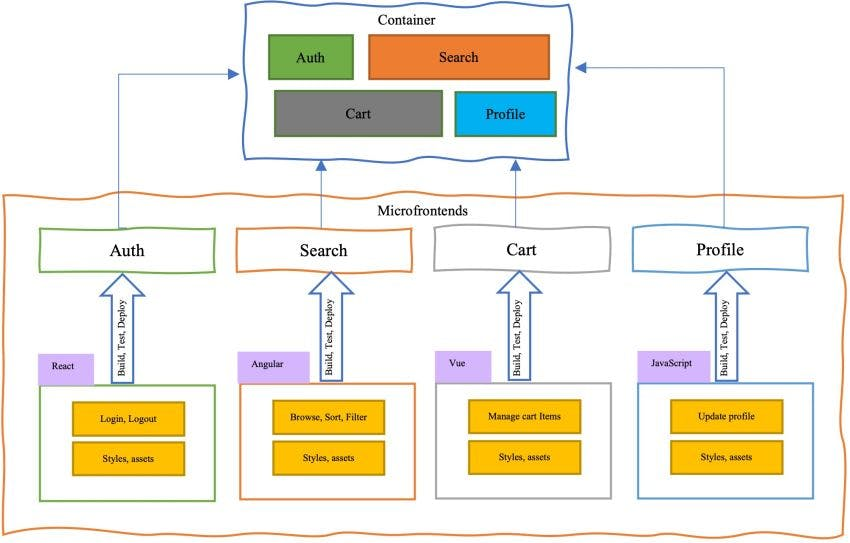 Container
Auth
Search
Cart
Profile
Microfrontends
Auth
Search
Cart
Profile
Build, Test, Deploy
Build, Test, Deploy
Build, Test, Deploy
Build, Test, Deploy
React
Angular
Vue
JavaScript
Login, Logout
Browse, Sort, Filter
Manage cart Items
Update profile
Styles, assets
Styles, assets
Styles, assets
Styles, assets